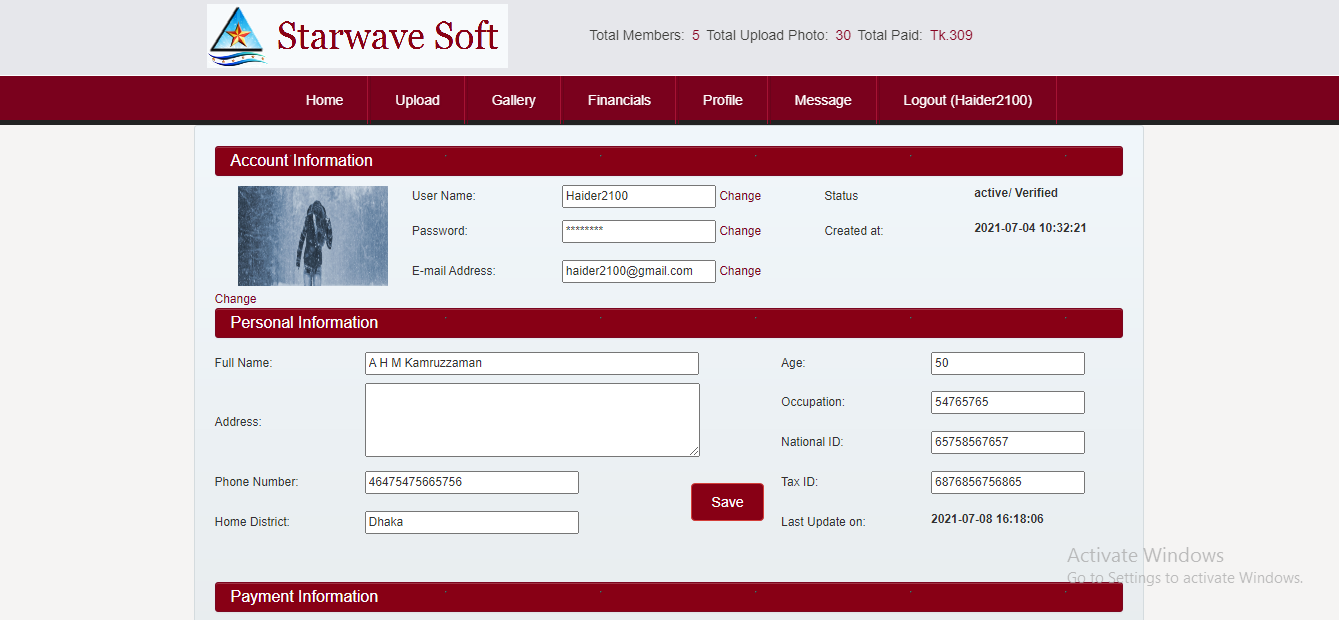 Starwave Soft
Total Members: 5 Total Upload Photo: 30 Total Paid: Tk.309
Home Upload Gallery Financials Profile Message Logout (Haider2100)
Account Information
User Name: Haider2100 Change Status active/ Verified
Password: ******** Change Created at: 2021-07-04 10:32:21
E-mail Address: haider2100@gmail.com Change
Change
Personal Information
Full Name: A H M Kamruzzaman Age: 50
Occupation: 54765765
Address:
National ID: 65758567657
Phone Number: 46475475665756 Tax ID: 6876856756865
Save
Home District: Dhaka Last Update on: 2021-07-08 16:18:06
Activate Windows
Go to Settings to activate Windows.
Payment Information